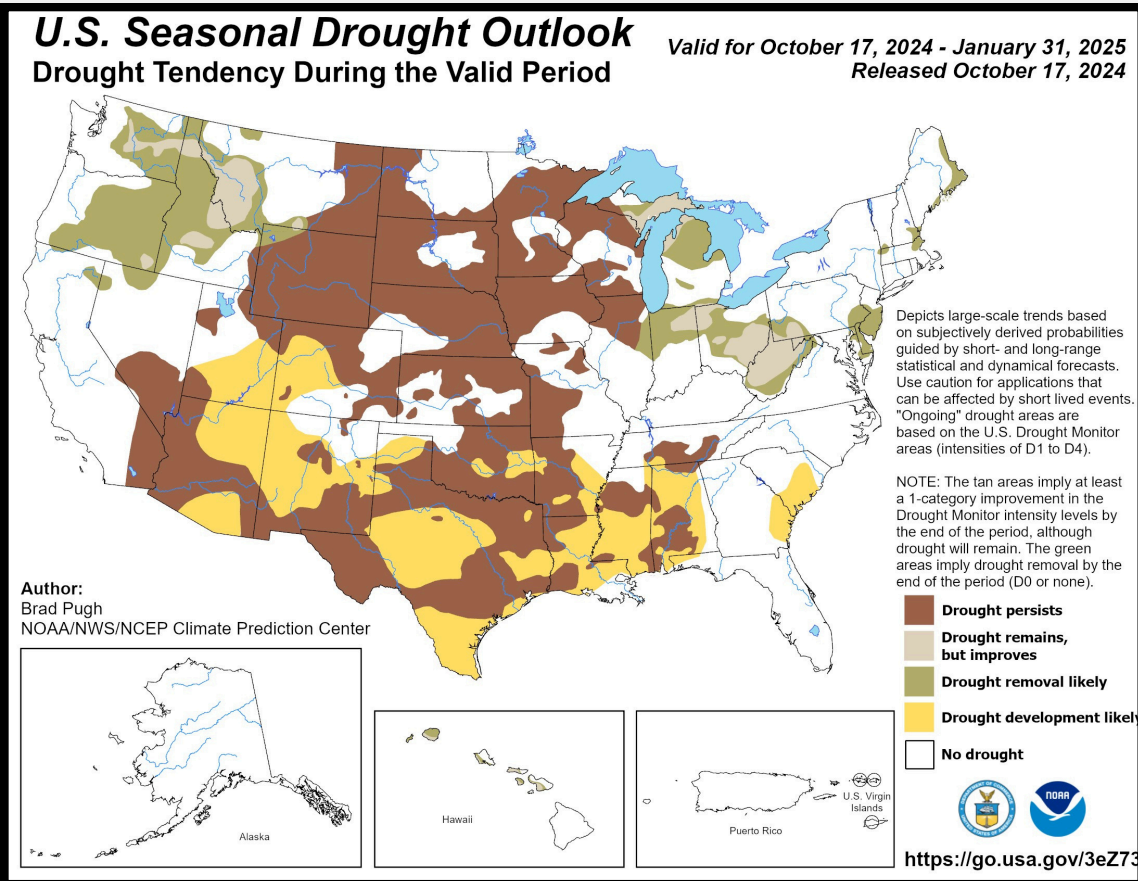 U.S. Seasonal Drought Outlook
Drought Tendency During the Valid Period
Valid for October 17, 2024 - January 31, 2025
Released October 17, 2024
Depicts large-scale trends based
on subjectively derived probabilities
guided by short- and long-range
statistical and dynamical forecasts.
Use caution for applications that
can be affected by short lived events.
"Ongoing" drought areas are
based on the U.S. Drought Monitor
areas (intensities of D1 to D4).
NOTE: The tan areas imply at least
a 1-category improvement in the
Drought Monitor intensity levels by
the end of the period, although
drought will remain. The green
areas imply drought removal by the
end of the period (D0 or none).
Author:
Brad Pugh
NOAA/NWS/NCEP Climate Prediction Center
Drought persists
Drought remains,
but improves
Drought removal likely
Drought development likely
No drought
Alaska
Hawaii
Puerto Rico
U.S. Virgin
Islands
NOAA
https://go.usa.gov/3eZ73